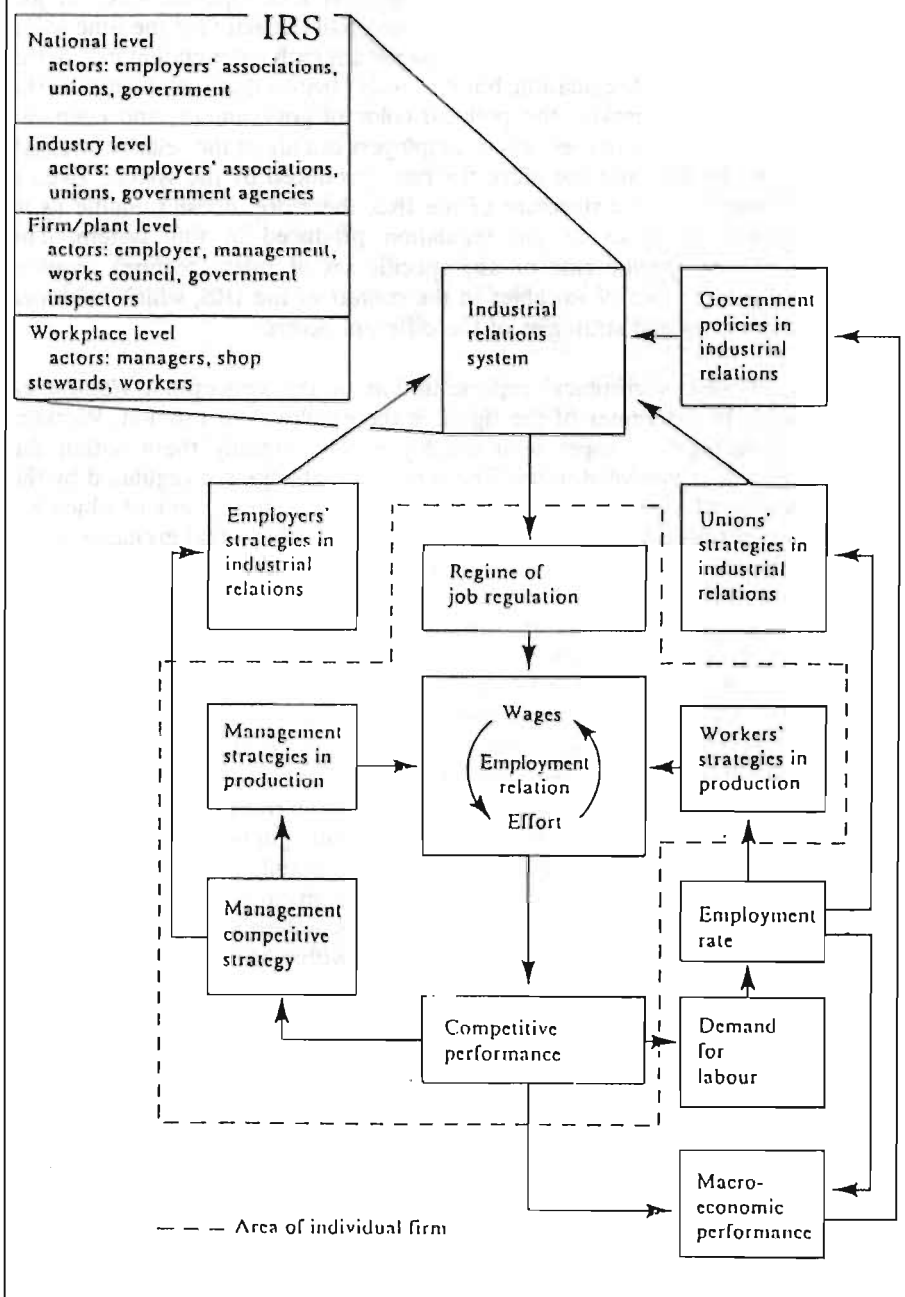 IRS
National level
actors: employers' associations,
unions, government
Industry level
actors: employers' associations,
unions, government agencies
Firm/plant level
actors: employer, management,
works council, government
inspectors
Workplace level
actors: managers, shop
stewards, workers
Industrial
relations
system
Government
policies in
industrial
relations
Employers'
strategies in
industrial
relations
Regime of
job regulation
Unions'
strategies in
industrial
relations
Management
strategies in
production
Wages
Employment
relation
Effort
Workers'
strategies in
production
Management
competitive
strategy
Employment
rate
Competitive
performance
Demand
for
labour
Macro-
economic
performance
Area of individual firm